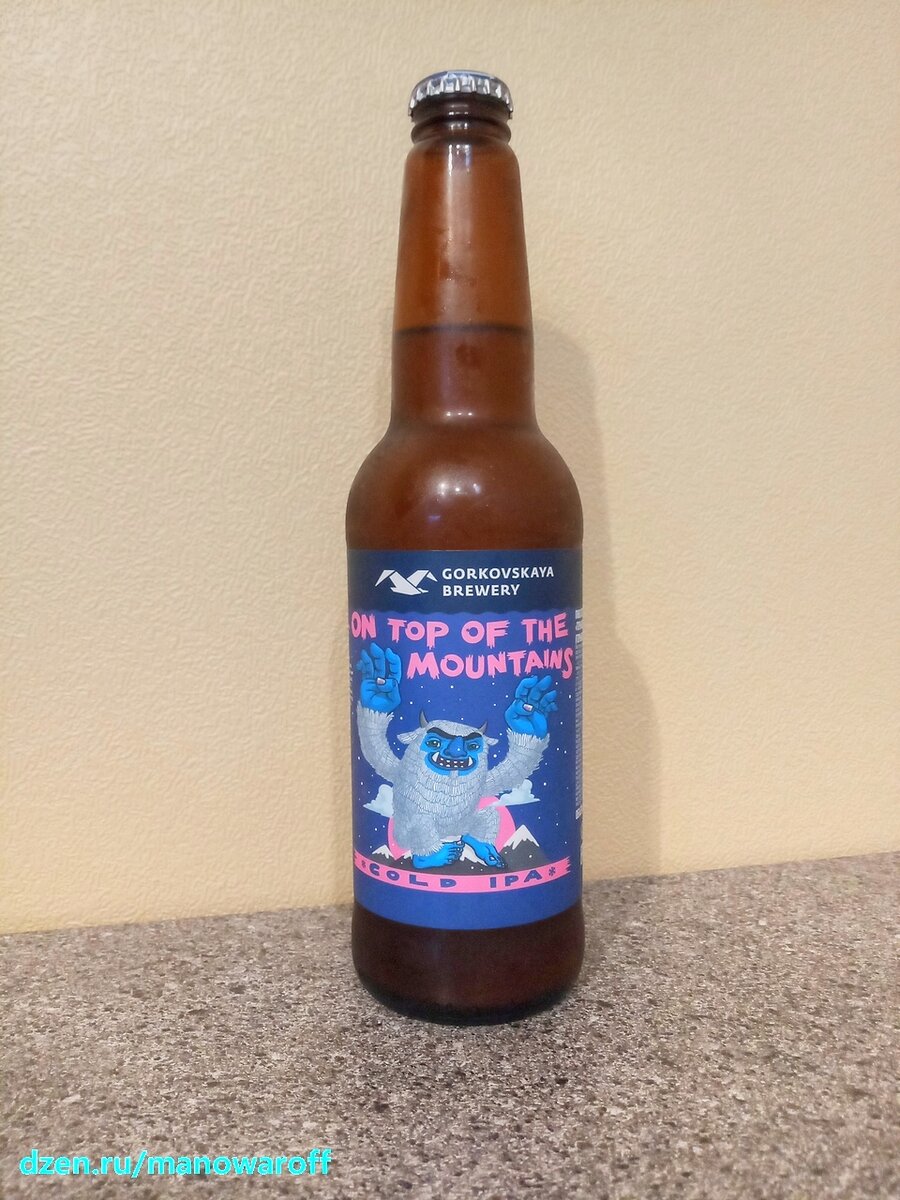 GORKOVSKAYA
BREWERY
ON TOP OF THE
MOUNTAINS
*COLD IPA*
dzen.ru/manowaroff